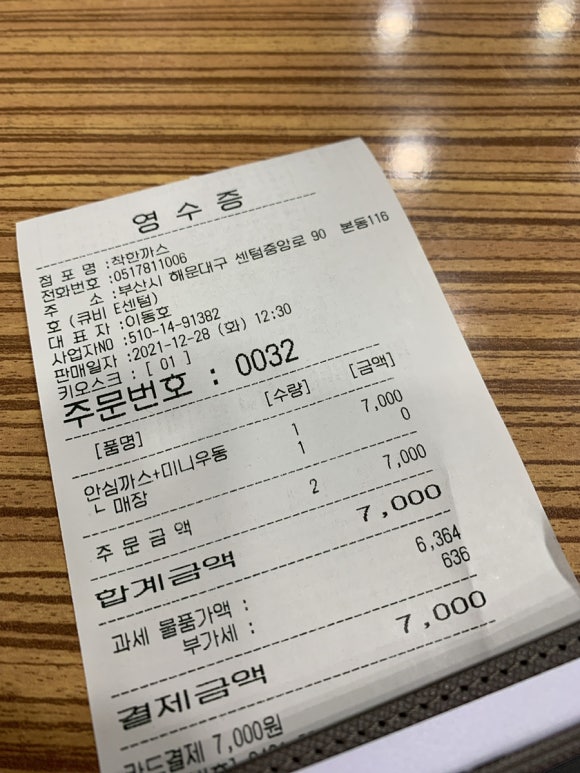 영 수 증
점 포 명 :착한까스
전화번호 :0517811006
주 소 :부산시 해운대구 센텀중앙로 90 본동116
호 (큐비 E센텀)
대 표 자 :이동호
사업자NO :510-14-91382
판매일자 :2021-12-28 (화) 12:30
키오스크 : [ 01 ]
주문번호 : 0032
[품명] [수량] [금액]
안심까스+미니우동 1 7,000
매장 1 0
주 문 금 액 2 7,000
합계금액 7,000
과세 물품가액 : 6,364
부가세 : 636
결제금액 7,000
카드결제 7,000원